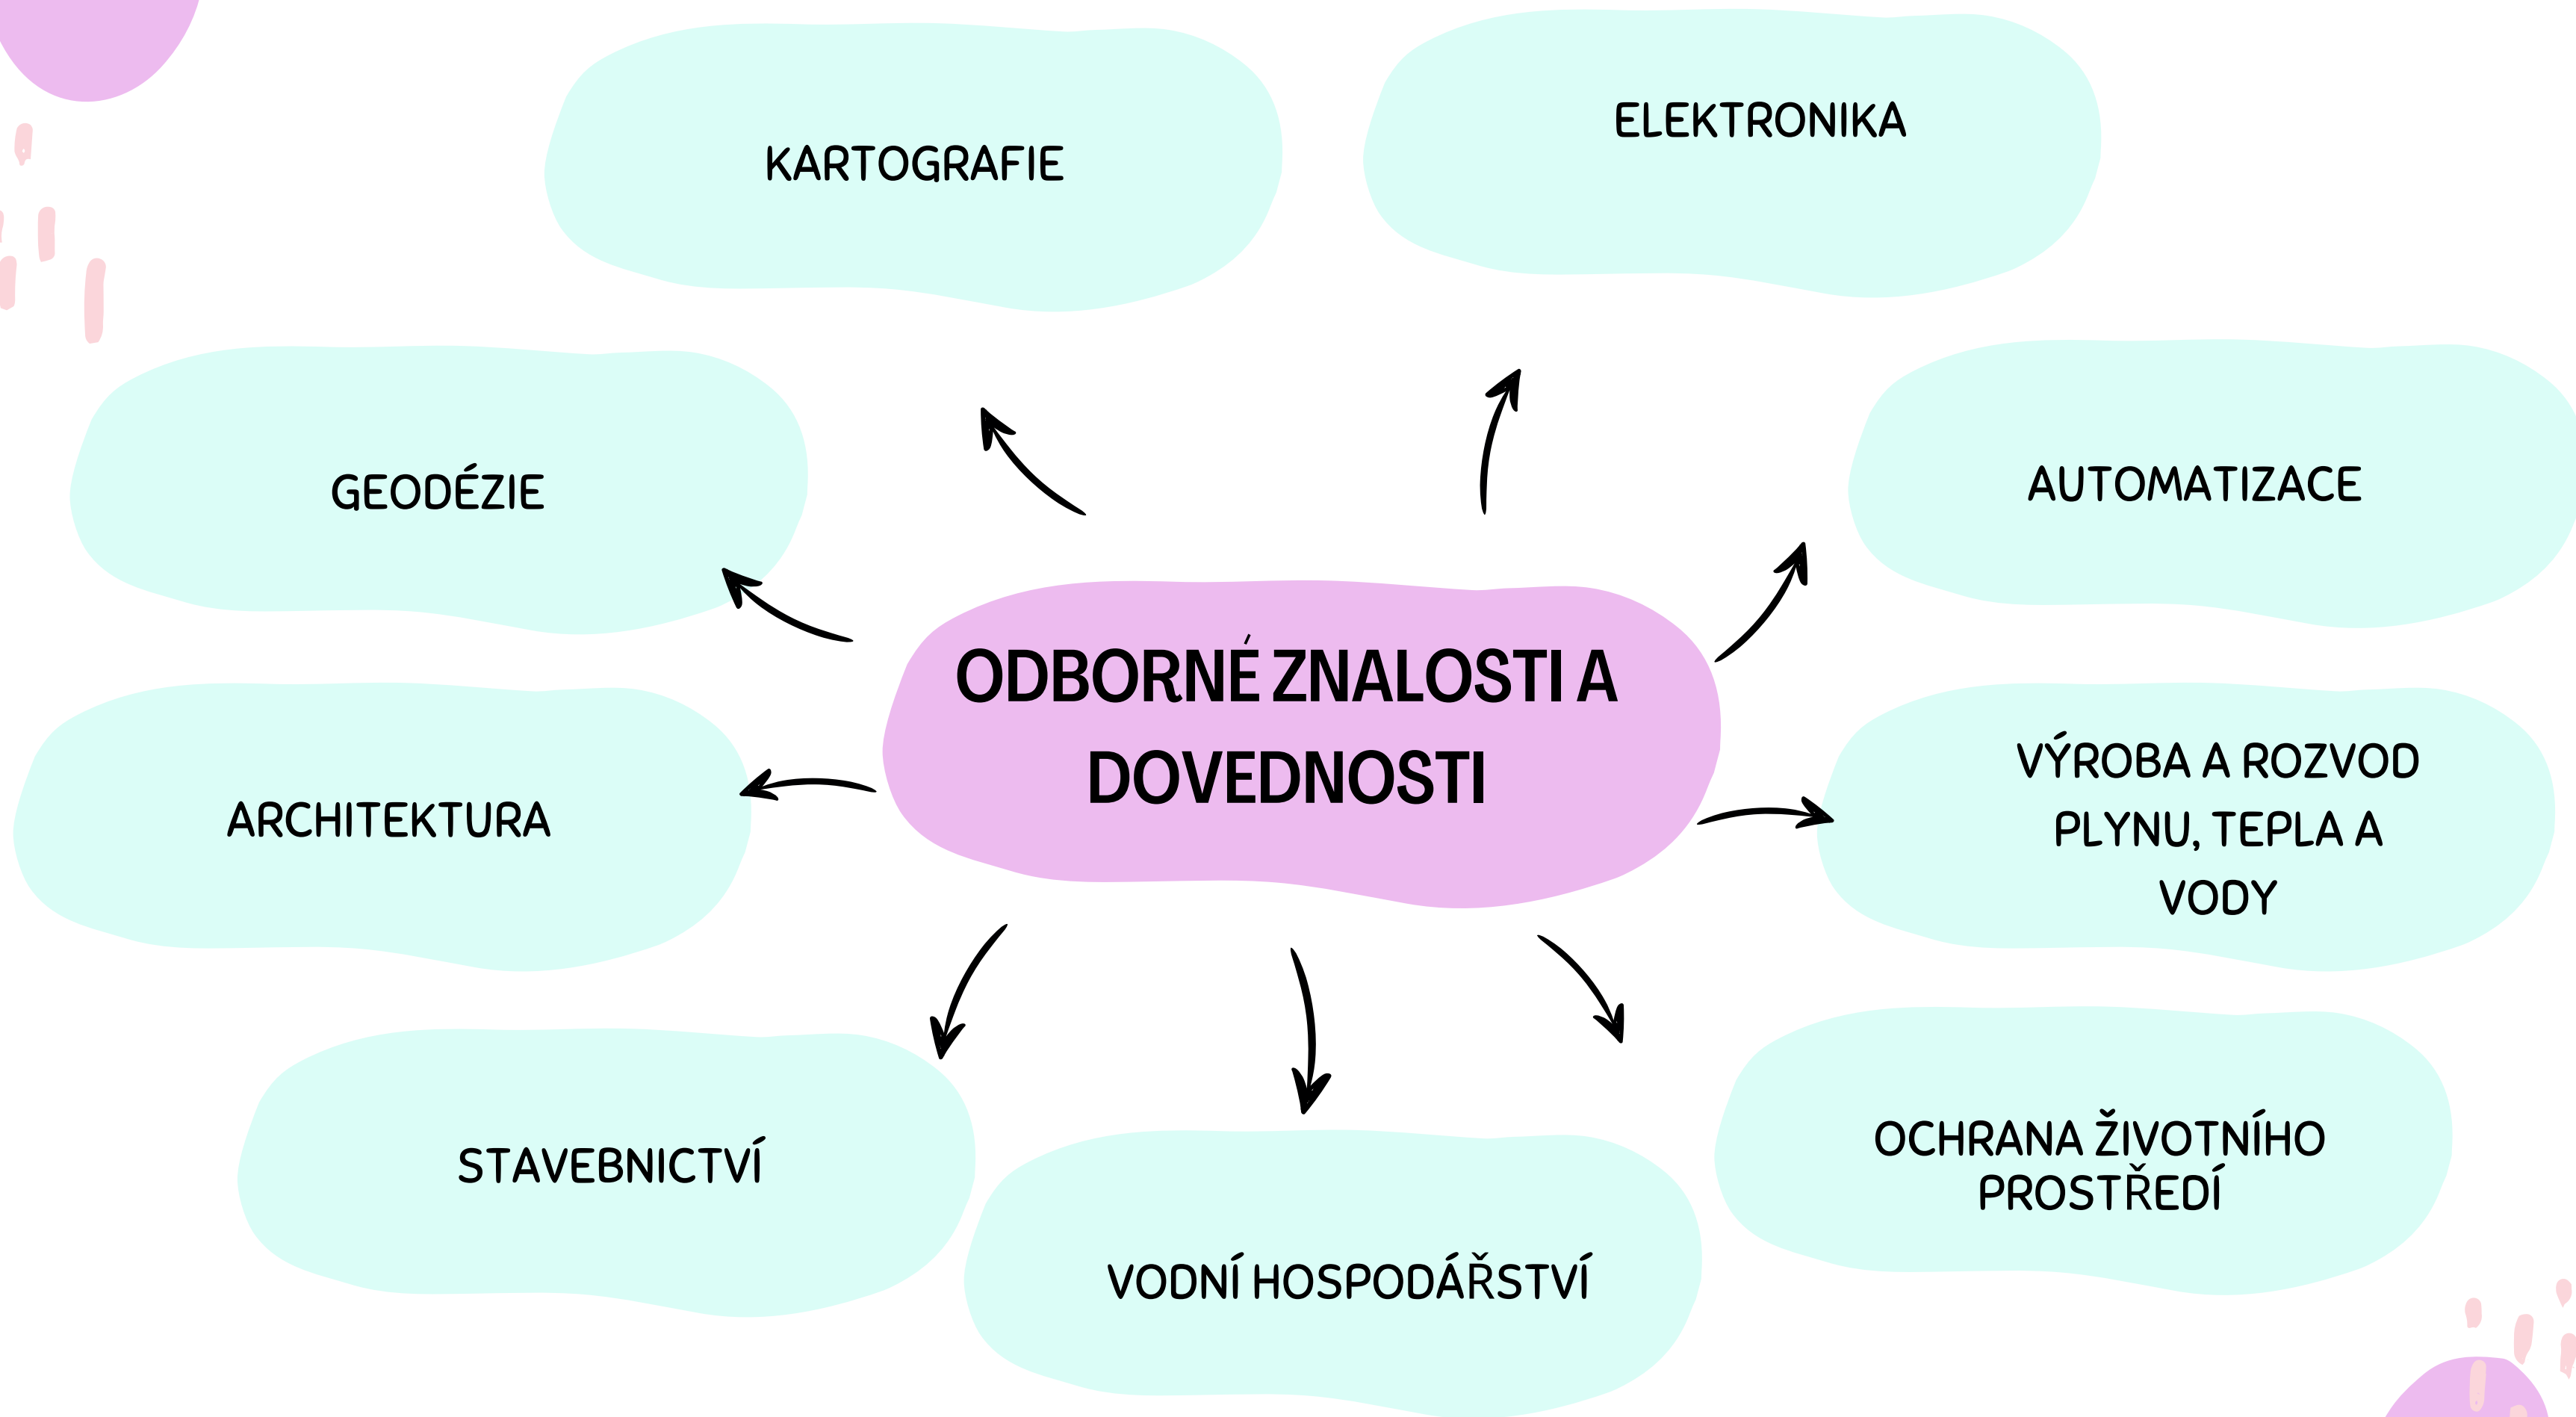 KARTOGRAFIE
ELEKTRONIKA
GEODÉZIE
AUTOMATIZACE
ODBORNÉ ZNALOSTI A
DOVEDNOSTI
ARCHITEKTURA
VÝROBA A ROZVOD
PLYNU, TEPLA A
VODY
STAVEBNICTVÍ
VODNÍ HOSPODÁŘSTVÍ
OCHRANA ŽIVOTNÍHO
PROSTŘEDÍ